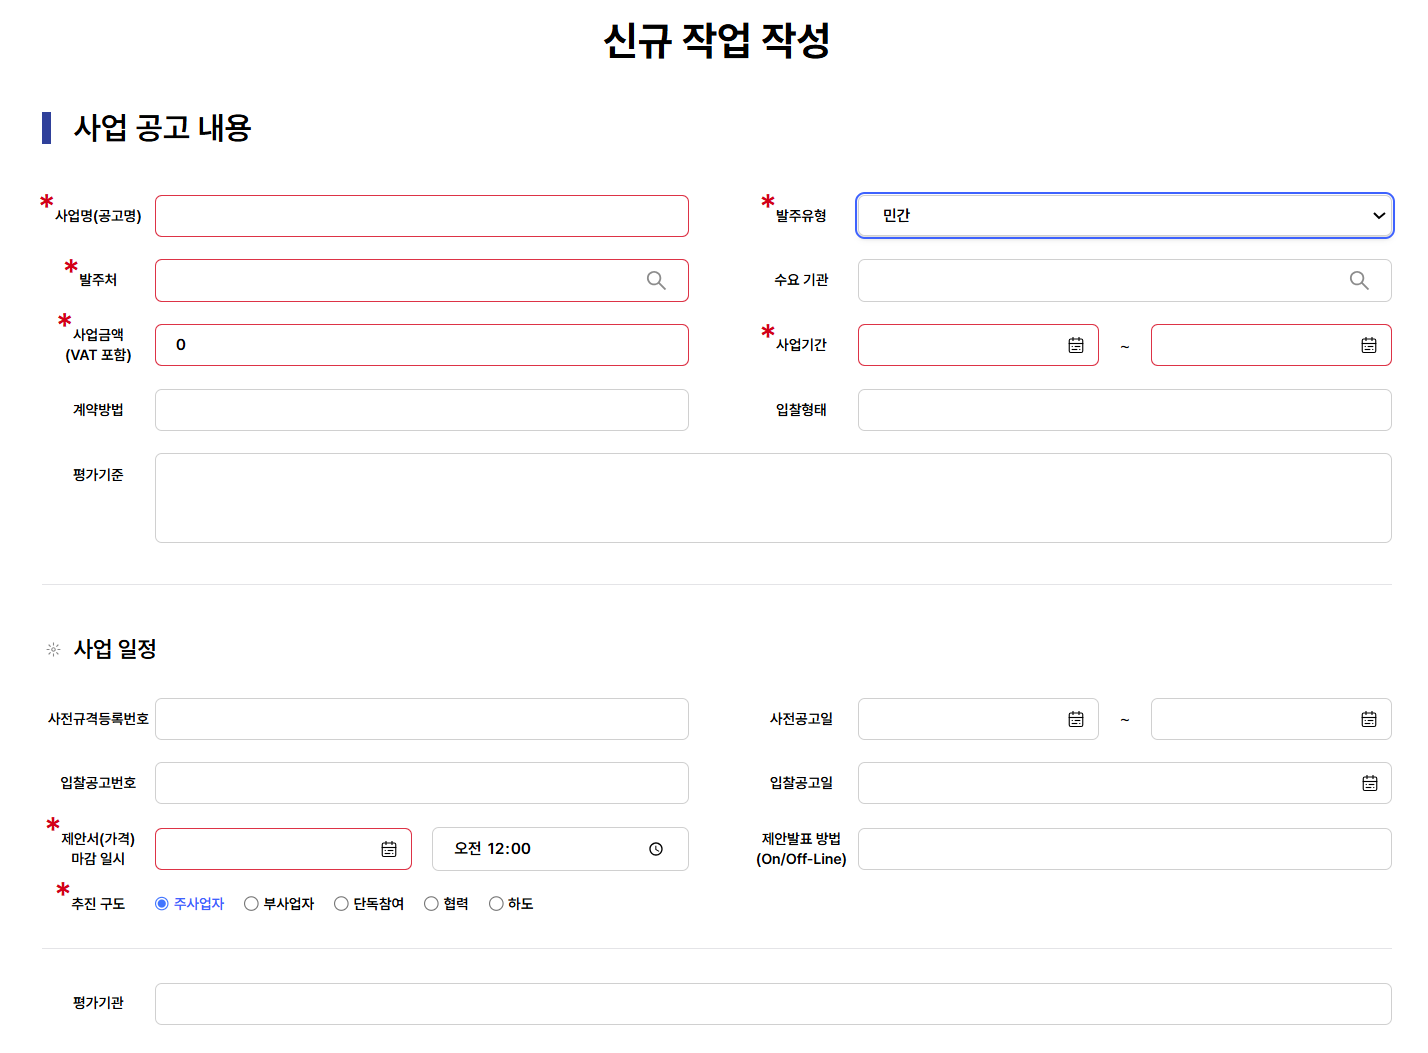 신규 작업 작성
사업 공고 내용
* 사업명(공고명)
* 발주유형 민간
* 발주처
수요 기관
* 사업금액
(VAT 포함) 0
* 사업기간 ~
계약방법
입찰형태
평가기준
사업 일정
사전규격등록번호
사전공고일 ~
입찰공고번호
입찰공고일
* 제안서(가격)
마감 일시 오전 12:00
제안발표 방법
(On/Off-Line)
* 추진 구도 주사업자 부사업자 단독참여 협력 하도
평가기관